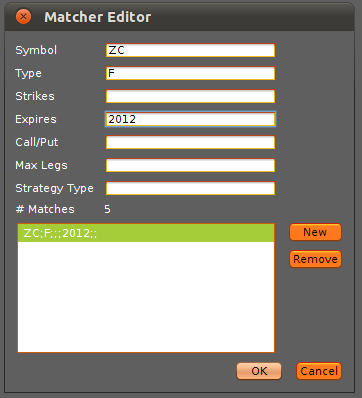 Matcher Editor
Symbol ZC
Type F
Strikes
Expires 2012
Call/Put
Max Legs
Strategy Type
# Matches 5
ZC;F;;;2012;; New
Remove
OK Cancel